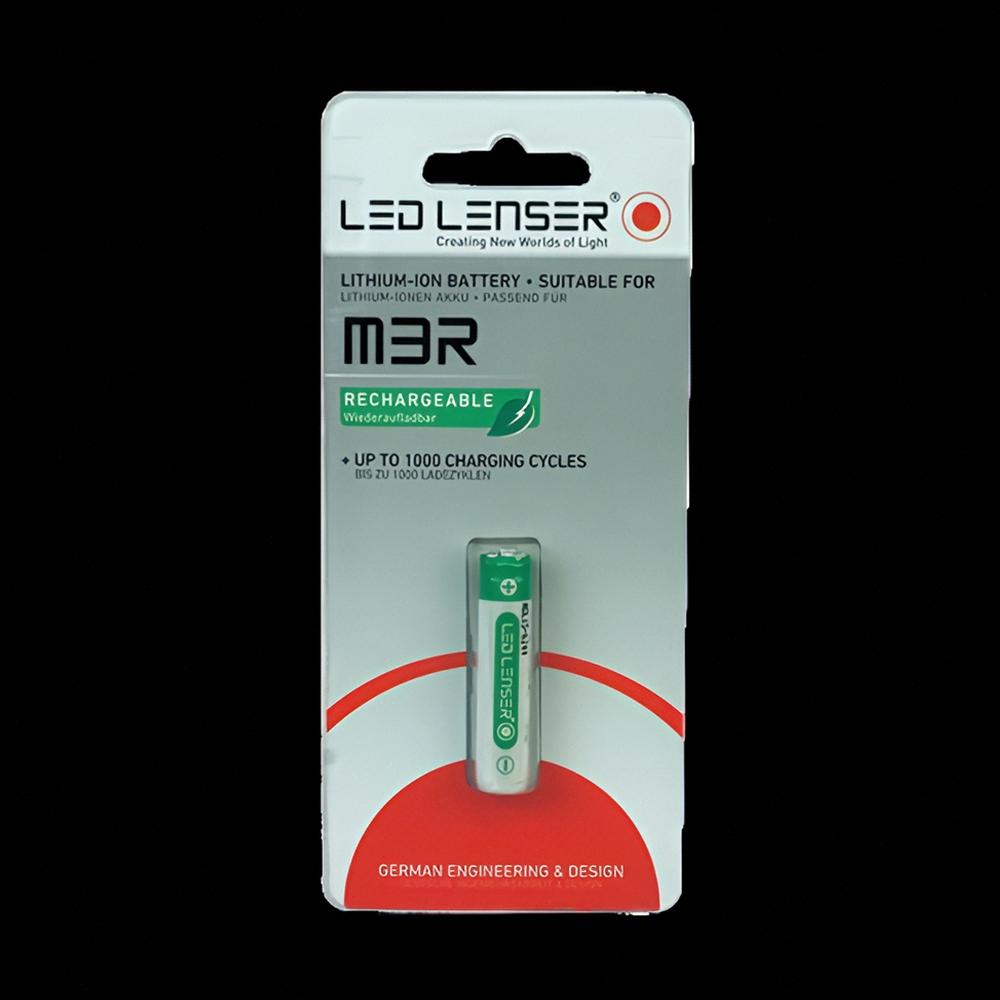 LED LENSER®
Creating New Worlds of Light
LITHIUM-ION BATTERY • SUITABLE FOR
LITHIUM-IONEN AKKU • PASSEND FÜR
M3R
RECHARGEABLE
Wiederaufladbar
+ UP TO 1000 CHARGING CYCLES
BIS ZU 1000 LADEZYKLEN
LED LENSER®
GERMAN ENGINEERING & DESIGN